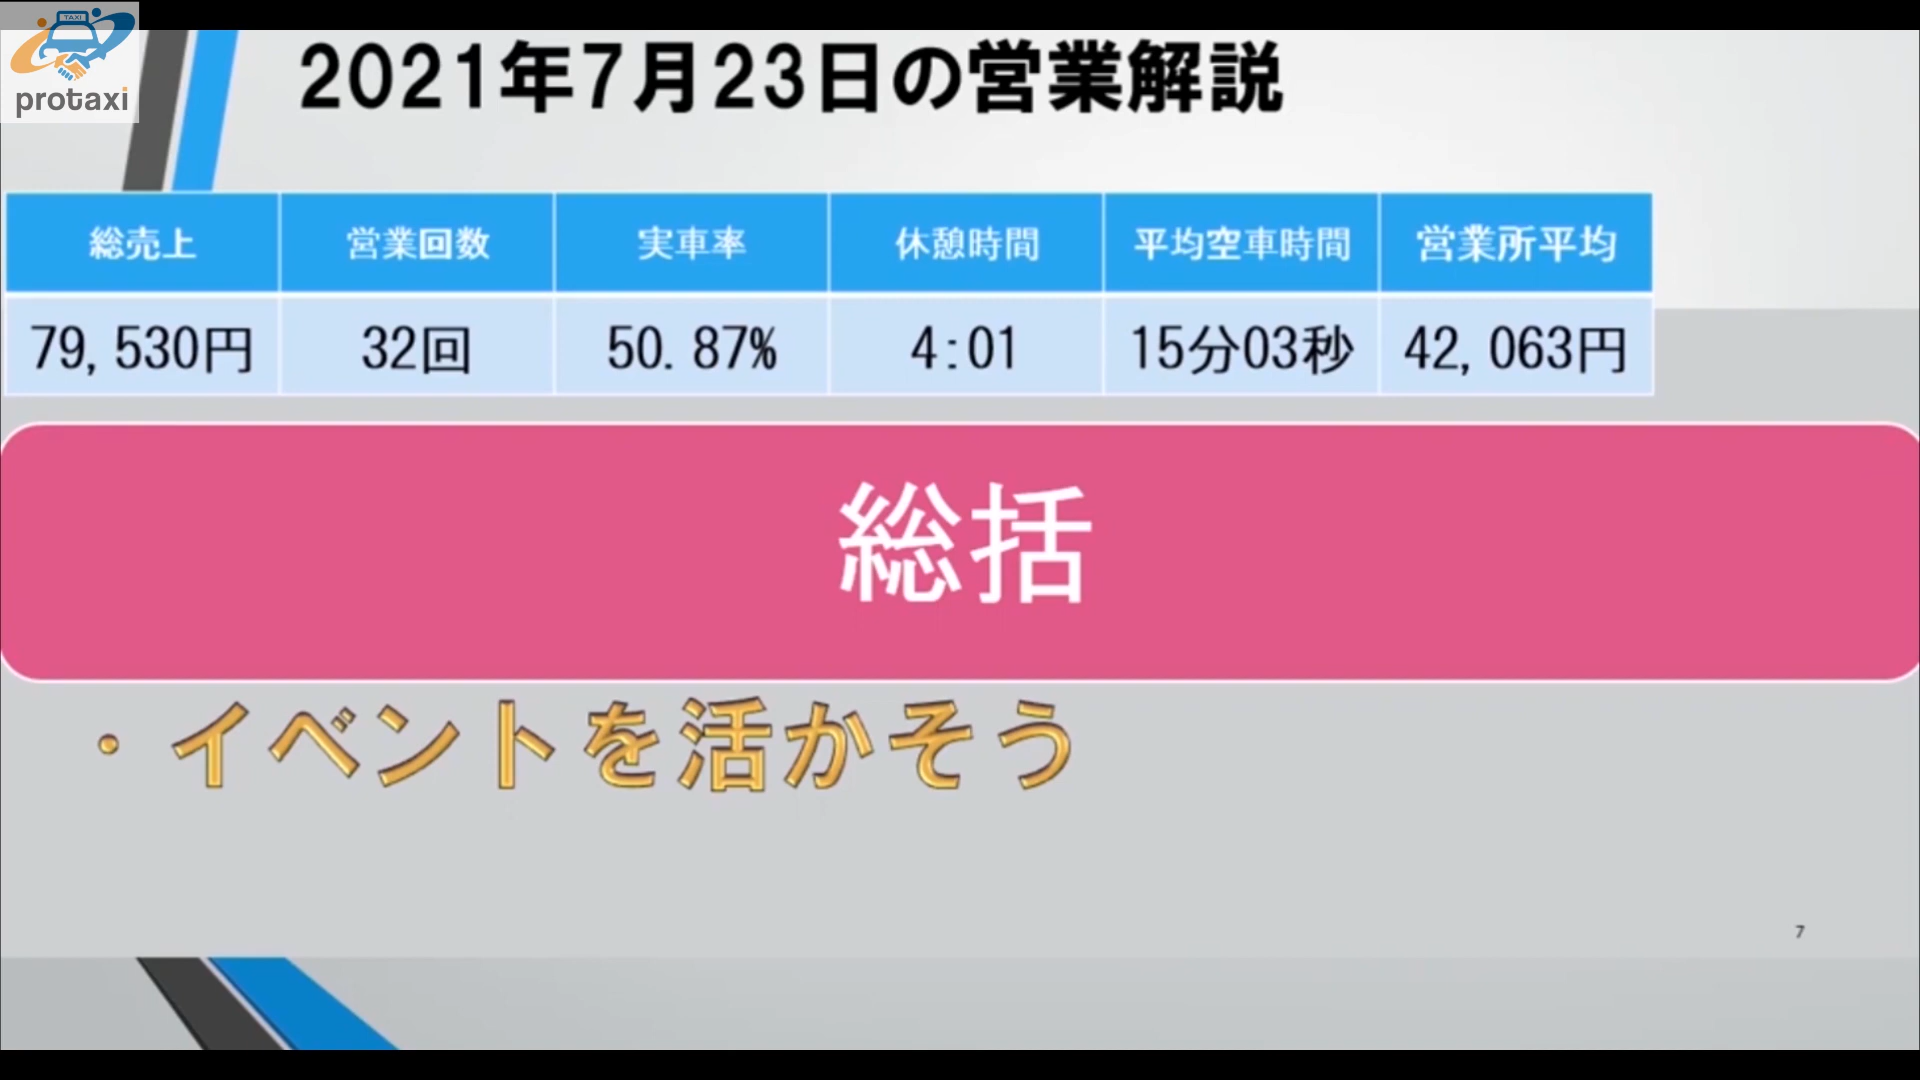 TAXI
protaxi
2021年7月23日の営業解説
総売上 営業回数 実車率 休憩時間 平均空車時間 営業所平均
79,530円 32回 50.87% 4:01 15分03秒 42,063円
総括
・イベントを活かそう
7